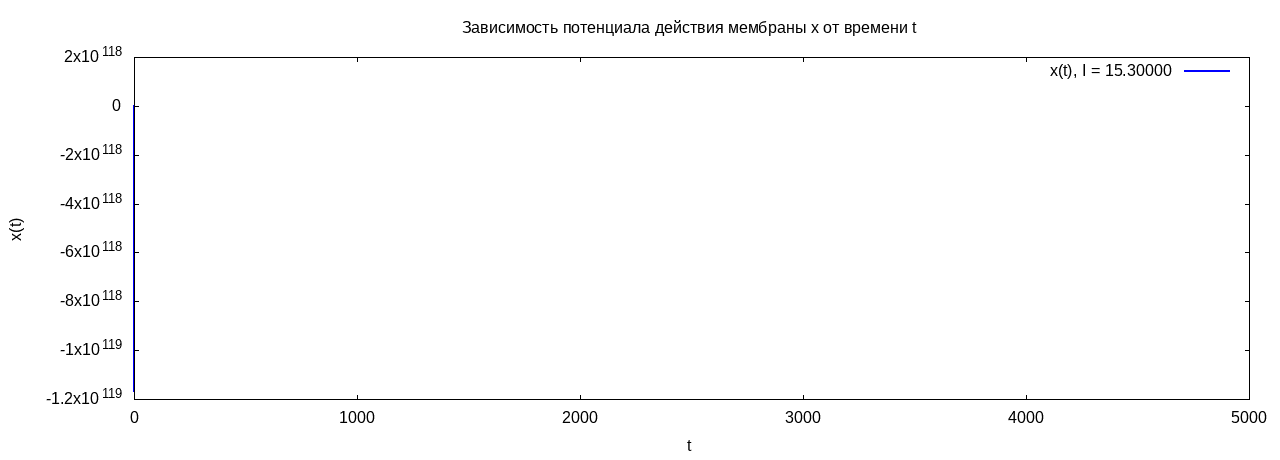 Зависимость потенциала действия мембраны x от времени t
x(t), I = 15.30000
2x10^118
0
-2x10^118
-4x10^118
-6x10^118
-8x10^118
-1x10^119
-1.2x10^119
x(t)
0 1000 2000 3000 4000 5000
t